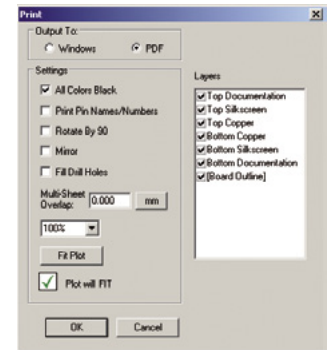 Print
Output To:
Windows
PDF
Settings
All Colors Black
Print Pin Names/Numbers
Rotate By 90
Mirror
Fill Drill Holes
Multi-Sheet
Overlap:
0.000
mm
100%
Fit Plot
Plot will FIT
Layers
Top Documentation
Top Silkscreen
Top Copper
Bottom Copper
Bottom Silkscreen
Bottom Documentation
[Board Outline]
OK
Cancel